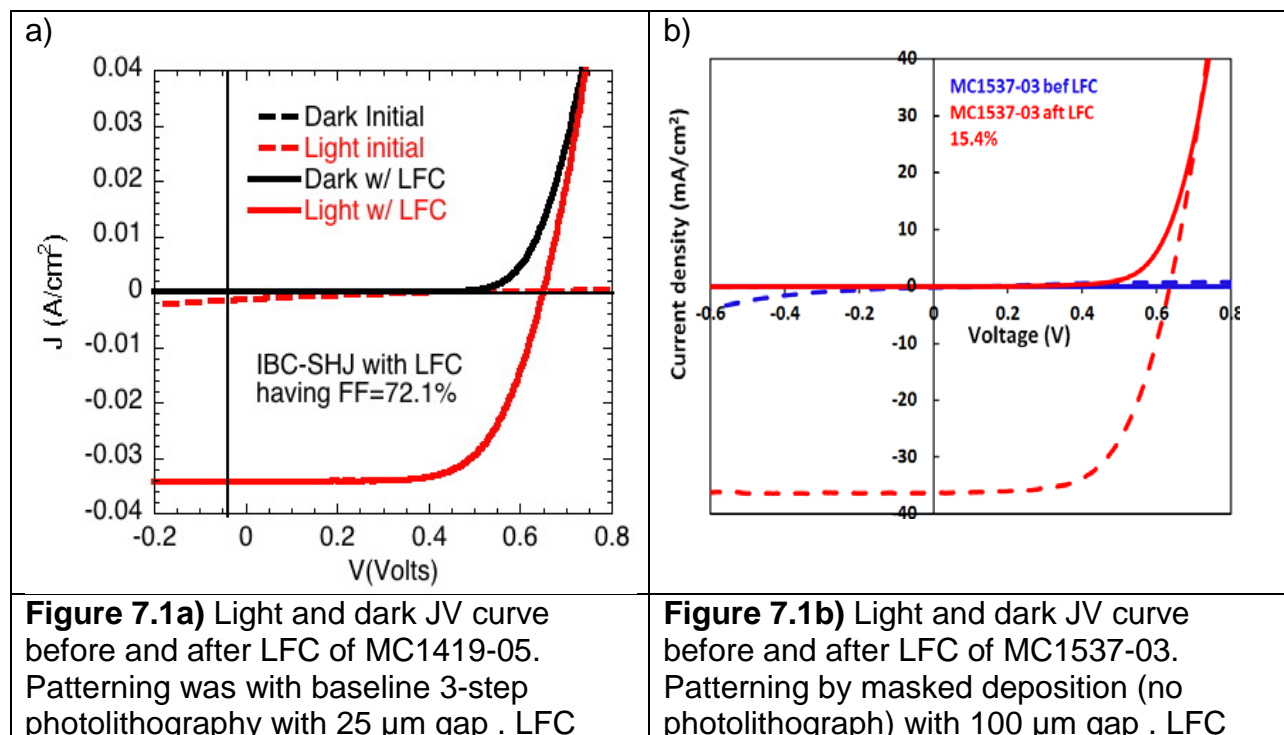 a)
0.04
0.03
0.02
0.01
0
-0.01
-0.02
-0.03
-0.04
J (A/cm²)
Dark Initial
Light initial
Dark w/ LFC
Light w/ LFC
IBC-SHJ with LFC
having FF=72.1%
-0.2 0 0.2 0.4 0.6 0.8
V(Volts)
b)
40
30
20
10
0
-10
-20
-30
-40
Current density (mA/cm²)
MC1537-03 bef LFC
MC1537-03 aft LFC
15.4%
-0.6 -0.4 -0.2 0 0.2 0.4 0.6 0.8
Voltage (V)
Figure 7.1a) Light and dark JV curve
before and after LFC of MC1419-05.
Patterning was with baseline 3-step
photolithography with 25 µm gap . LFC
Figure 7.1b) Light and dark JV curve
before and after LFC of MC1537-03.
Patterning by masked deposition (no
photolithograph) with 100 µm gap . LFC